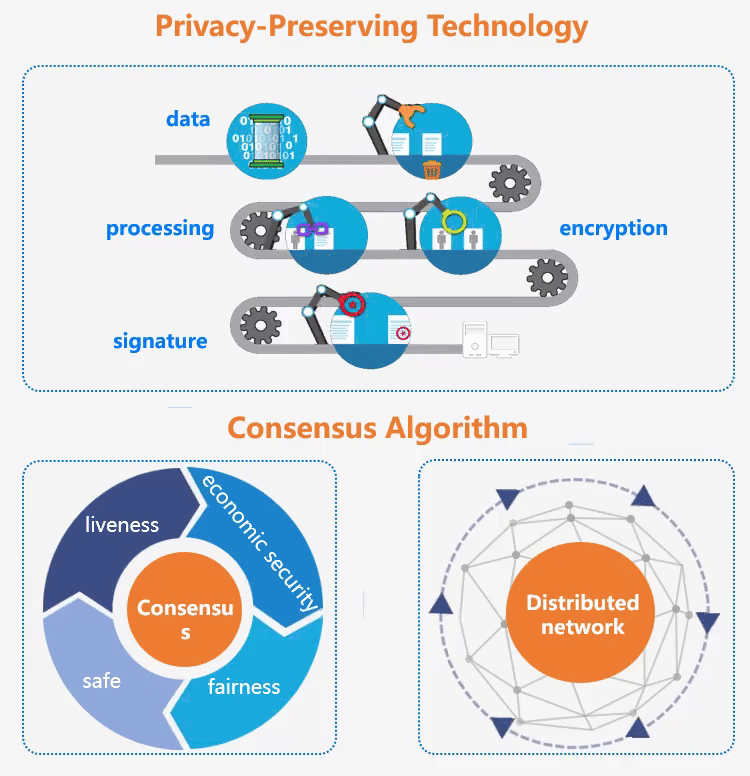 Privacy-Preserving Technology
data
processing
encryption
signature
Consensus Algorithm
liveness
economic security
Consensu
s
safe
fairness
Distributed
network